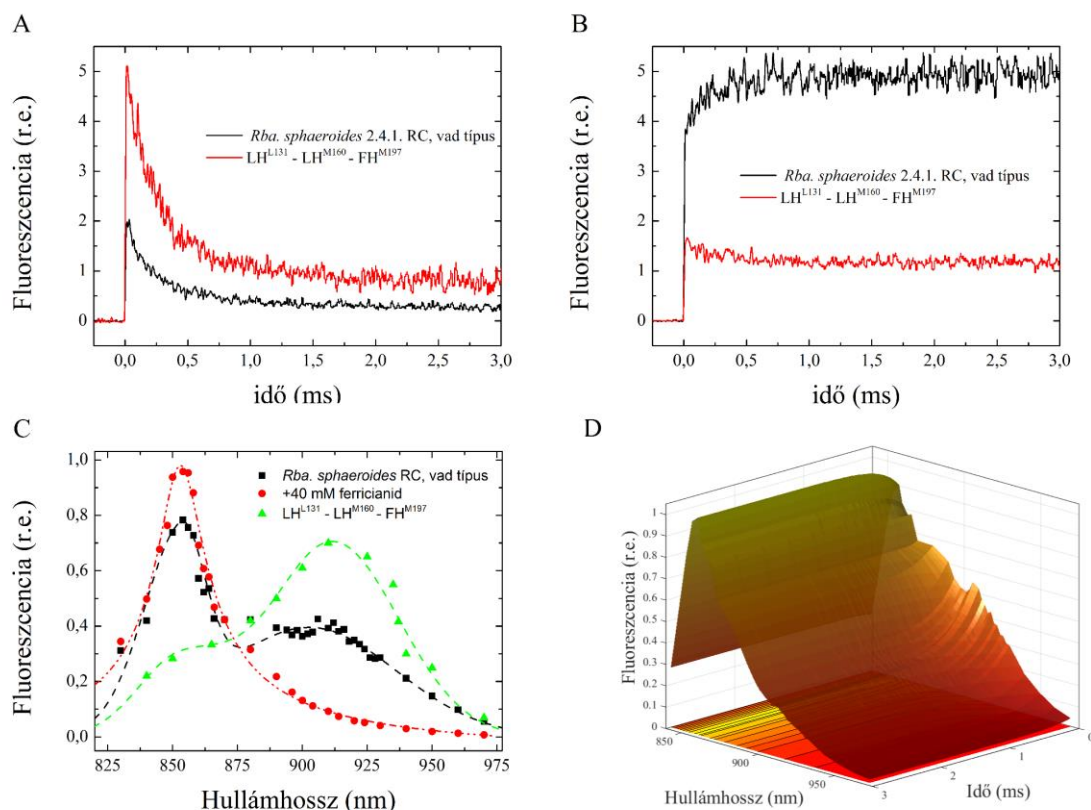 A
Fluoreszcencia (r.e.)
5
4
3
2
1
0
Rba. sphaeroides 2.4.1. RC, vad típus
LH^L131 - LH^M160 - FH^M197
0,0 0,5 1,0 1,5 2,0 2,5 3,0
idő (ms)
B
Fluoreszcencia (r.e.)
5
4
3
2
1
0
Rba. sphaeroides 2.4.1. RC, vad típus
LH^L131 - LH^M160 - FH^M197
0,0 0,5 1,0 1,5 2,0 2,5 3,0
idő (ms)
C
Fluoreszcencia (r.e.)
1,0
0,8
0,6
0,4
0,2
0,0
Rba. sphaeroides RC, vad típus
+40 mM ferricianid
LH^L131 - LH^M160 - FH^M197
825 850 875 900 925 950 975
Hullámhossz (nm)
D
Fluoreszcencia (r.e.)
1
0.9
0.8
0.7
0.6
0.5
0.4
0.3
0.2
0.1
0
850
900
950
Hullámhossz (nm)
3
2
1
0
Idő (ms)